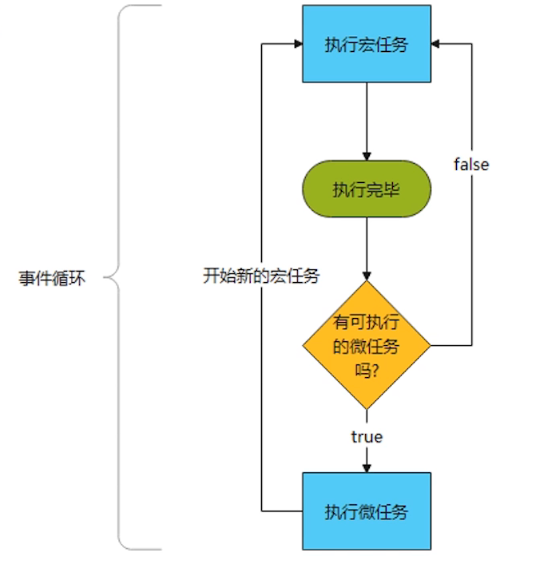 执行宏任务
false
执行完毕
事件循环
开始新的宏任务
有可执行
的微任务
吗?
true
执行微任务